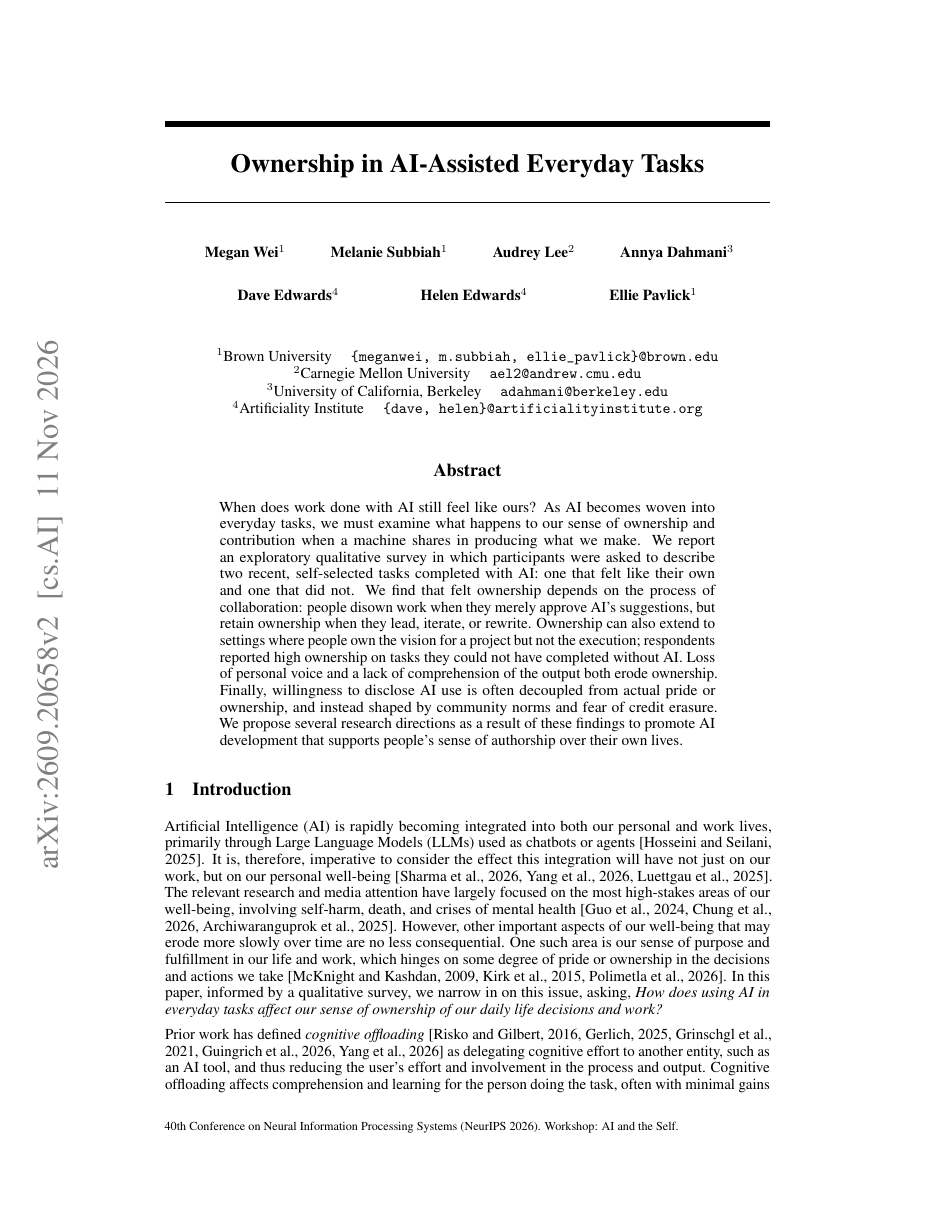 Ownership in AI-Assisted Everyday Tasks
Megan Wei1 Melanie Subbiah1 Audrey Lee2 Annya Dahmani3
Dave Edwards4 Helen Edwards4 Ellie Pavlick1
1Brown University {meganwei, m.subbiah, ellie_pavlick}@brown.edu
2Carnegie Mellon University ael2@andrew.cmu.edu
3University of California, Berkeley adahmani@berkeley.edu
4Artificiality Institute {dave, helen}@artificialityinstitute.org
arXiv:2609.20658v2 [cs.AI] 11 Nov 2026
Abstract
When does work done with AI still feel like ours? As AI becomes woven into
everyday tasks, we must examine what happens to our sense of ownership and
contribution when a machine shares in producing what we make. We report
an exploratory qualitative survey in which participants were asked to describe
two recent, self-selected tasks completed with AI: one that felt like their own
and one that did not. We find that felt ownership depends on the process of
collaboration: people disown work when they merely approve AI's suggestions, but
retain ownership when they lead, iterate, or rewrite. Ownership can also extend to
settings where people own the vision for a project but not the execution; respondents
reported high ownership on tasks they could not have completed without AI. Loss
of personal voice and a lack of comprehension of the output both erode ownership.
Finally, willingness to disclose AI use is often decoupled from actual pride or
ownership, and instead shaped by community norms and fear of credit erasure.
We propose several research directions as a result of these findings to promote AI
development that supports people's sense of authorship over their own lives.
1 Introduction
Artificial Intelligence (AI) is rapidly becoming integrated into both our personal and work lives,
primarily through Large Language Models (LLMs) used as chatbots or agents [Hosseini and Seilani,
2025]. It is, therefore, imperative to consider the effect this integration will have not just on our
work, but on our personal well-being [Sharma et al., 2026, Yang et al., 2026, Luettgau et al., 2025].
The relevant research and media attention have largely focused on the most high-stakes areas of our
well-being, involving self-harm, death, and crises of mental health [Guo et al., 2024, Chung et al.,
2026, Archiwaranguprok et al., 2025]. However, other important aspects of our well-being that may
erode more slowly over time are no less consequential. One such area is our sense of purpose and
fulfillment in our life and work, which hinges on some degree of pride or ownership in the decisions
and actions we take [McKnight and Kashdan, 2009, Kirk et al., 2015, Polimetla et al., 2026]. In this
paper, informed by a qualitative survey, we narrow in on this issue, asking, How does using AI in
everyday tasks affect our sense of ownership of our daily life decisions and work?
Prior work has defined cognitive offloading [Risko and Gilbert, 2016, Gerlich, 2025, Grinschgl et al.,
2021, Guingrich et al., 2026, Yang et al., 2026] as delegating cognitive effort to another entity, such as
an AI tool, and thus reducing the user's effort and involvement in the process and output. Cognitive
offloading affects comprehension and learning for the person doing the task, often with minimal gains
40th Conference on Neural Information Processing Systems (NeurIPS 2026). Workshop: AI and the Self.